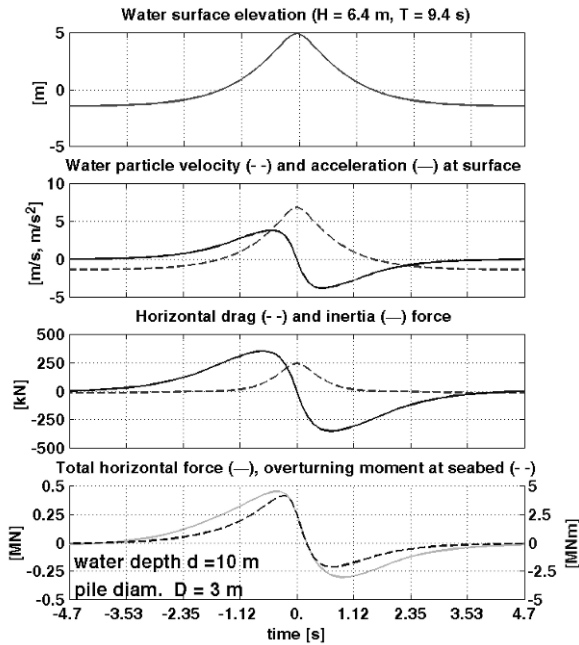 Water surface elevation (H = 6.4 m, T = 9.4 s)
5
0
-5
[m]
Water particle velocity (- -) and acceleration (—) at surface
10
5
0
-5
[m/s, m/s²]
Horizontal drag (- -) and inertia (—) force
500
250
0
-250
500
[kN]
Total horizontal force (—), overturning moment at seabed (- -)
0.5 5
0.25 2.5
0 0
-0.25 -2.5
0.5 5
[MN] [MNm]
water depth d =10 m
pile diam. D = 3 m
-4.7 -3.53 -2.35 -1.12 0. 1.12 2.35 3.53 4.7
time [s]